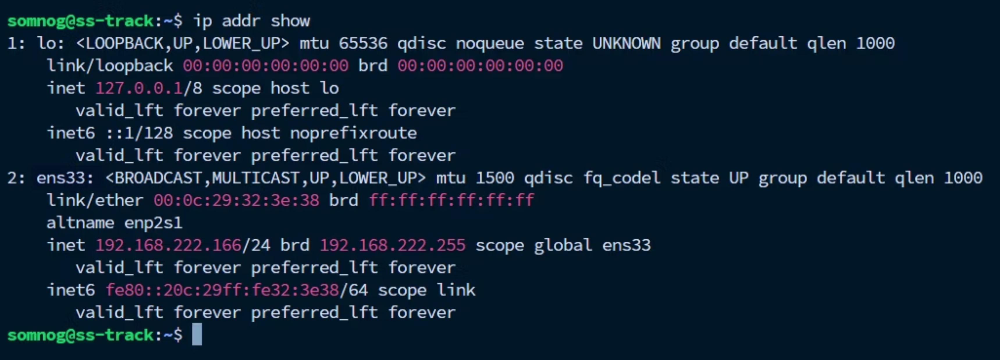 somnog@ss-track:~$ ip addr show
1: lo: <LOOPBACK,UP,LOWER_UP> mtu 65536 qdisc noqueue state UNKNOWN group default qlen 1000
    link/loopback 00:00:00:00:00:00 brd 00:00:00:00:00:00
    inet 127.0.0.1/8 scope host lo
       valid_lft forever preferred_lft forever
    inet6 ::1/128 scope host noprefixroute
       valid_lft forever preferred_lft forever
2: ens33: <BROADCAST,MULTICAST,UP,LOWER_UP> mtu 1500 qdisc fq_codel state UP group default qlen 1000
    link/ether 00:0c:29:32:3e:38 brd ff:ff:ff:ff:ff:ff
    altname enp2s1
    inet 192.168.222.166/24 brd 192.168.222.255 scope global ens33
       valid_lft forever preferred_lft forever
    inet6 fe80::20c:29ff:fe32:3e38/64 scope link
       valid_lft forever preferred_lft forever
somnog@ss-track:~$